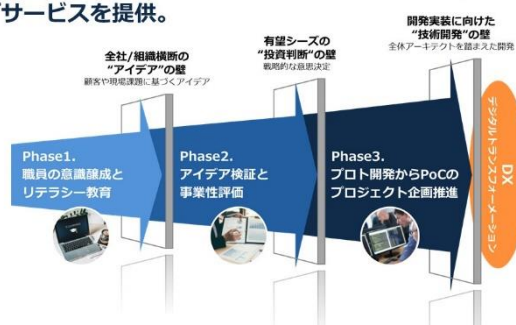 サービスを提供。
全社/組織横断の
“アイデア”の壁
顧客や現場課題に基づくアイデア
有望シーズの
“投資判断”の壁
戦略的な意思決定
開発実装に向けた
“技術開発”の壁
全体アーキテクトを踏まえた開発
Phase1.
職員の意識醸成と
リテラシー教育
Phase2.
アイデア検証と
事業性評価
Phase3.
プロト開発からPoCの
プロジェクト企画推進
DX
デジタルトランスフォーメーション